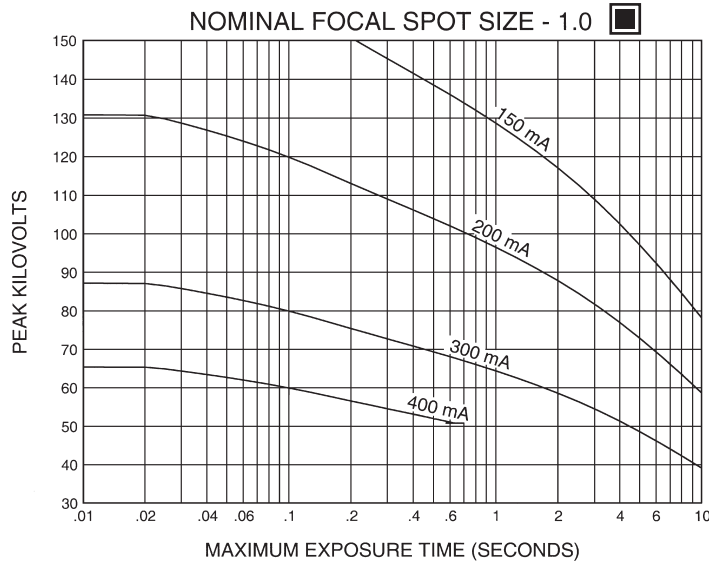 NOMINAL FOCAL SPOT SIZE - 1.0
150
140
130
120
110
100
90
80
70
60
50
40
30
150 mA
200 mA
300 mA
400 mA
PEAK KILOVOLTS
.01 .02 .04 .06 .1 .2 .4 .6 1 2 4 6 10
MAXIMUM EXPOSURE TIME (SECONDS)